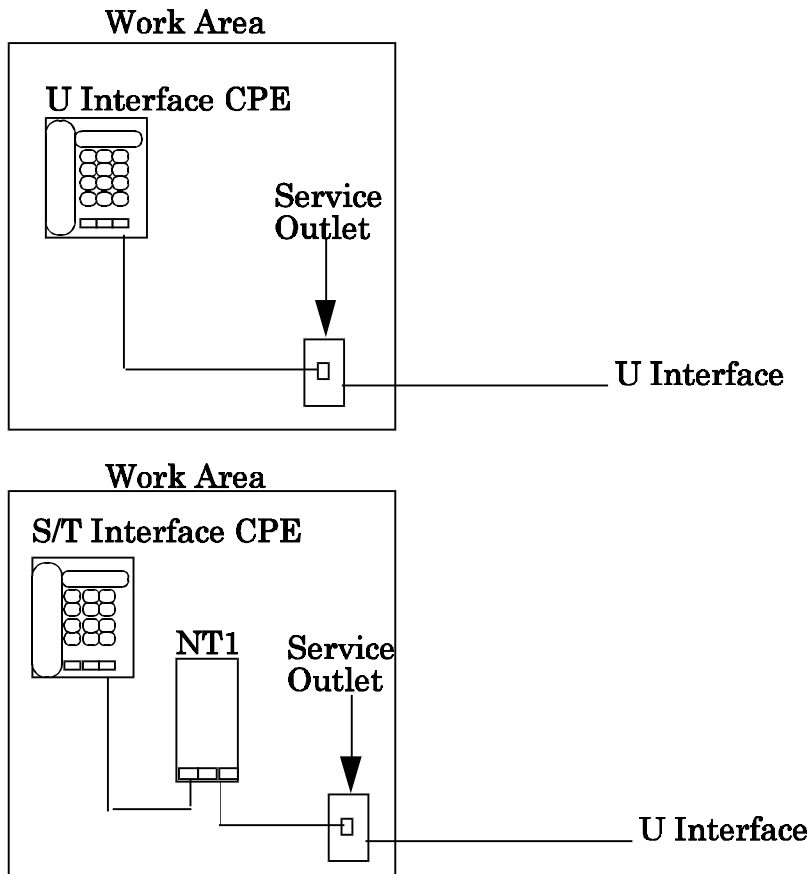 Work Area
U Interface CPE
Service
Outlet
U Interface
Work Area
S/T Interface CPE
NT1
Service
Outlet
U Interface